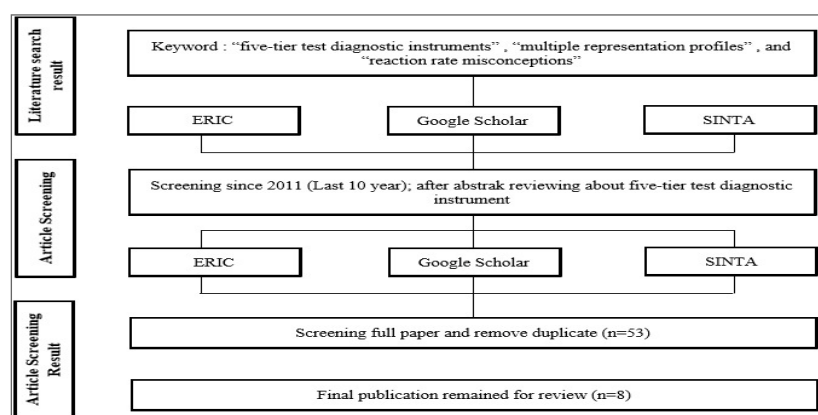 Literature search
result
Keyword : “five-tier test diagnostic instruments” , “multiple representation profiles” , and
“reaction rate misconceptions”
ERIC
Google Scholar
SINTA
Article Screening
Screening since 2011 (Last 10 year); after abstrak reviewing about five-tier test diagnostic
instrument
ERIC
Google Scholar
SINTA
Article Screening
Result
Screening full paper and remove duplicate (n=53)
Final publication remained for review (n=8)